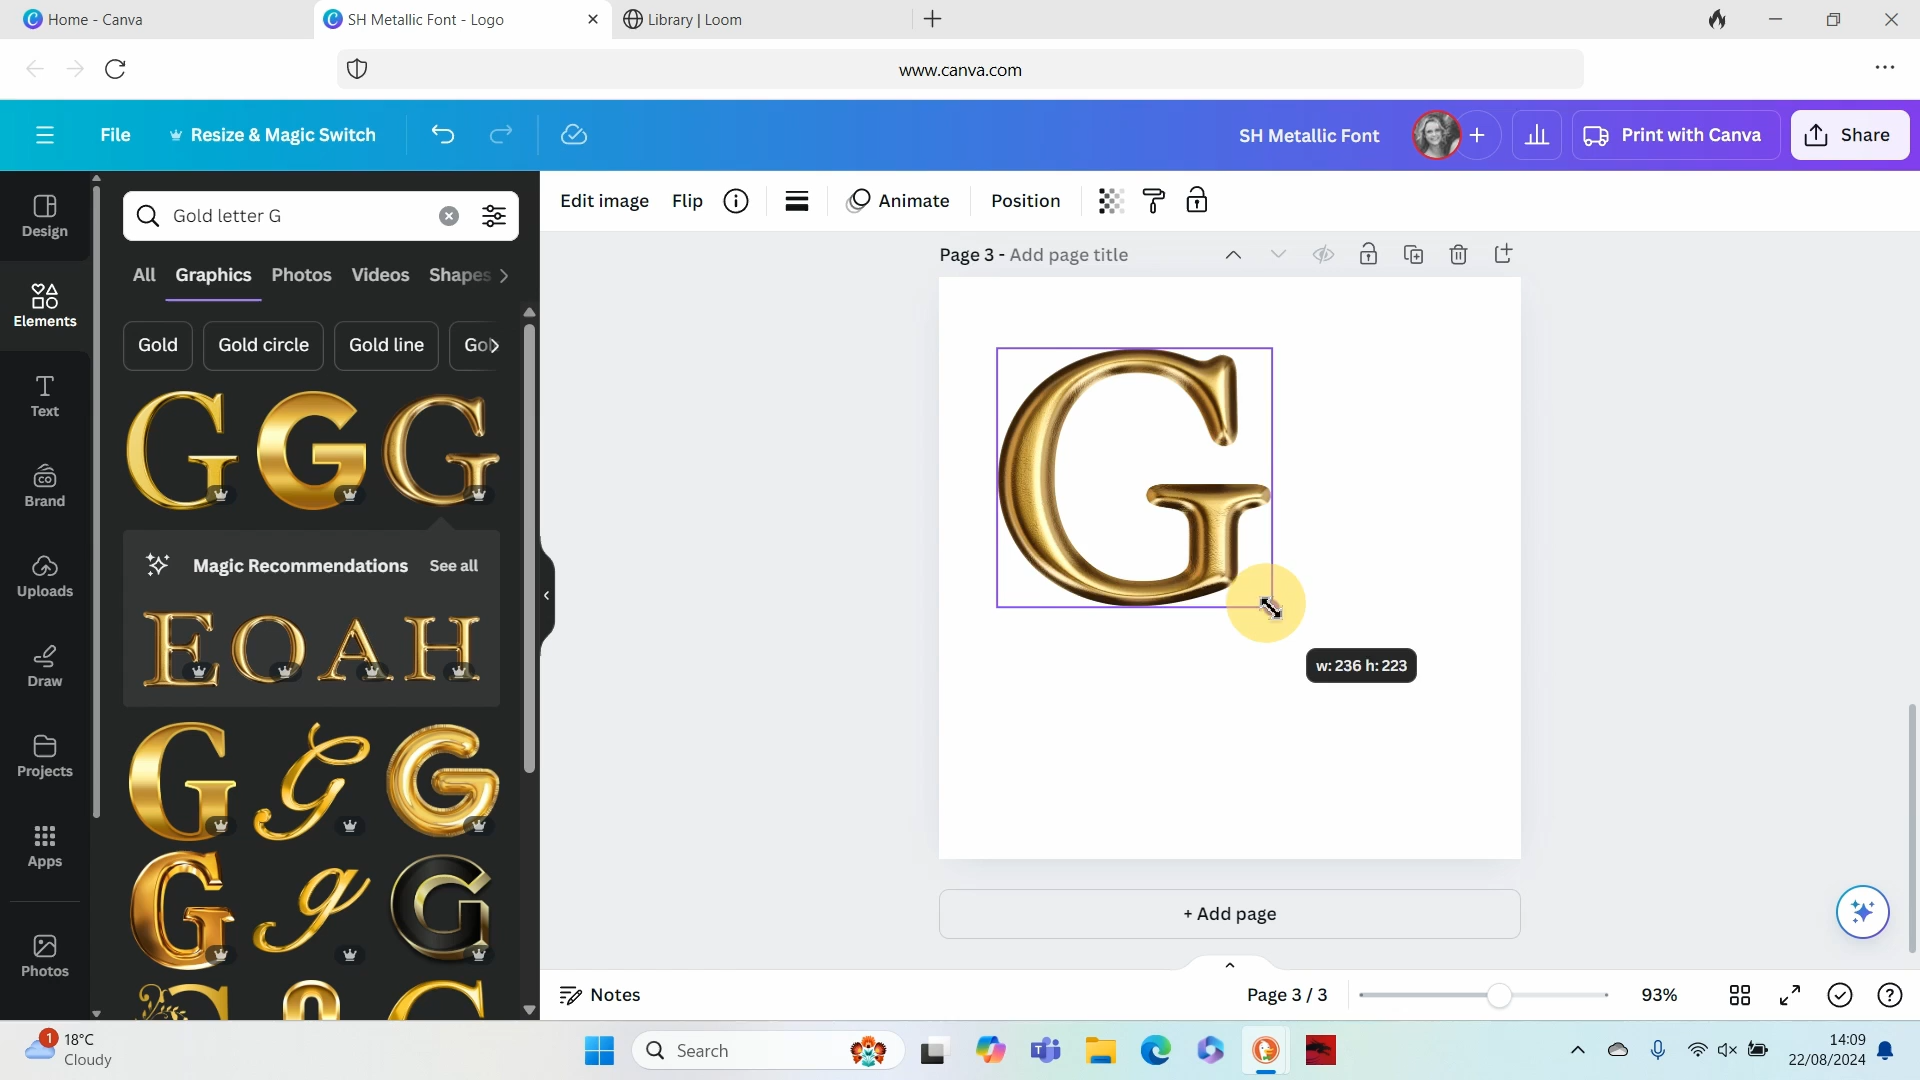 Home - Canva
SH Metallic Font - Logo
Library | Loom
www.canva.com
File
Resize & Magic Switch
SH Metallic Font
Print with Canva
Share
Design
Elements
Text
Brand
Uploads
Draw
Projects
Apps
Photos
Gold letter G
All Graphics Photos Videos Shapes
Gold Gold circle Gold line Gol
G G G
Magic Recommendations See all
E O A H
G G G
G g G
Edit image Flip Animate Position
Page 3 - Add page title
G
w: 236 h: 223
+ Add page
Notes
Page 3 / 3
93%
1
18°C
Cloudy
Search
14:09
22/08/2024